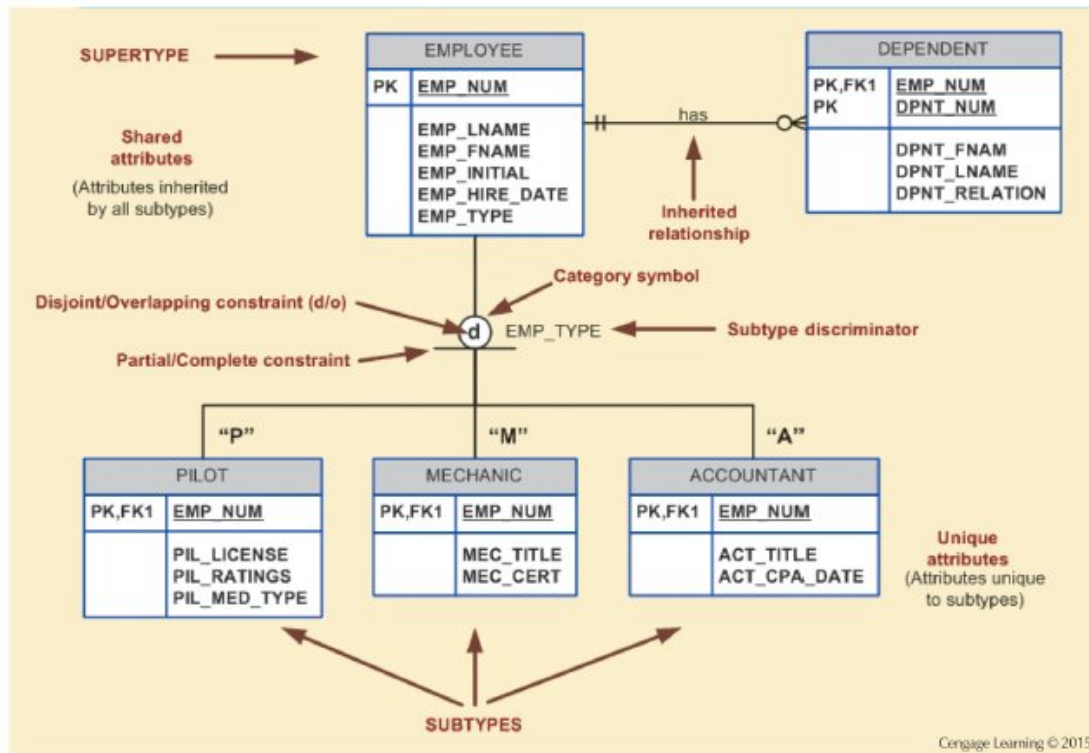 SUPERTYPE
EMPLOYEE
PK EMP_NUM
EMP_LNAME
EMP_FNAME
EMP_INITIAL
EMP_HIRE_DATE
EMP_TYPE
has
DEPENDENT
PK,FK1 EMP_NUM
PK DPNT_NUM
DPNT_FNAM
DPNT_LNAME
DPNT_RELATION
Shared
attributes
(Attributes inherited
by all subtypes)
Inherited
relationship
Category symbol
Disjoint/Overlapping constraint (d/o)
d
EMP_TYPE
Subtype discriminator
Partial/Complete constraint
“P”
“M”
“A”
PILOT
PK,FK1 EMP_NUM
PIL_LICENSE
PIL_RATINGS
PIL_MED_TYPE
MECHANIC
PK,FK1 EMP_NUM
MEC_TITLE
MEC_CERT
ACCOUNTANT
PK,FK1 EMP_NUM
ACT_TITLE
ACT_CPA_DATE
Unique
attributes
(Attributes unique
to subtypes)
SUBTYPES
Cengage Learning © 2015